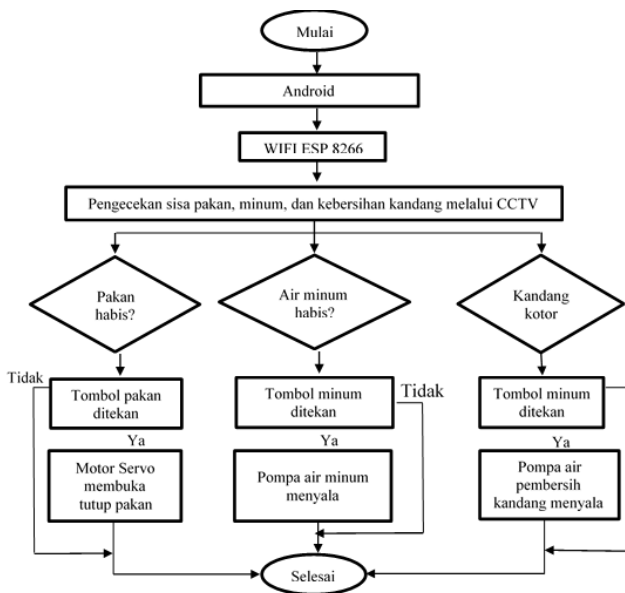 Mulai
Android
WIFI ESP 8266
Pengecekan sisa pakan, minum, dan kebersihan kandang melalui CCTV
Pakan
habis?
Air minum
habis?
Kandang
kotor
Tidak
Tombol pakan
ditekan
Tombol minum
ditekan
Tidak
Tombol minum
ditekan
Ya
Ya
Ya
Motor Servo
membuka
tutup pakan
Pompa air minum
menyala
Pompa air
pembersih
kandang menyala
Selesai